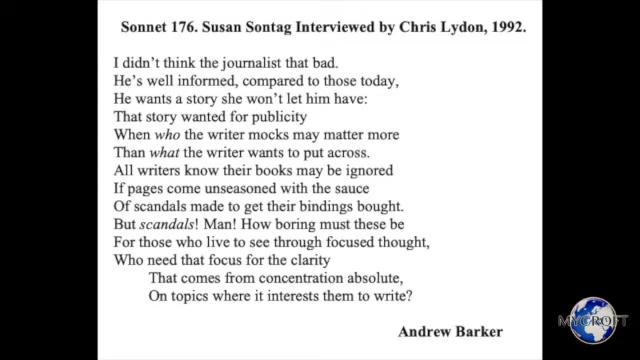 Sonnet 176. Susan Sontag Interviewed by Chris Lydon, 1992.
I didn't think the journalist that bad.
He's well informed, compared to those today,
He wants a story she won't let him have:
That story wanted for publicity
When who the writer mocks may matter more
Than what the writer wants to put across.
All writers know their books may be ignored
If pages come unseasoned with the sauce
Of scandals made to get their bindings bought.
But scandals! Man! How boring must these be
For those who live to see through focused thought,
Who need that focus for the clarity
That comes from concentration absolute,
On topics where it interests them to write?
Andrew Barker
MYCROFT